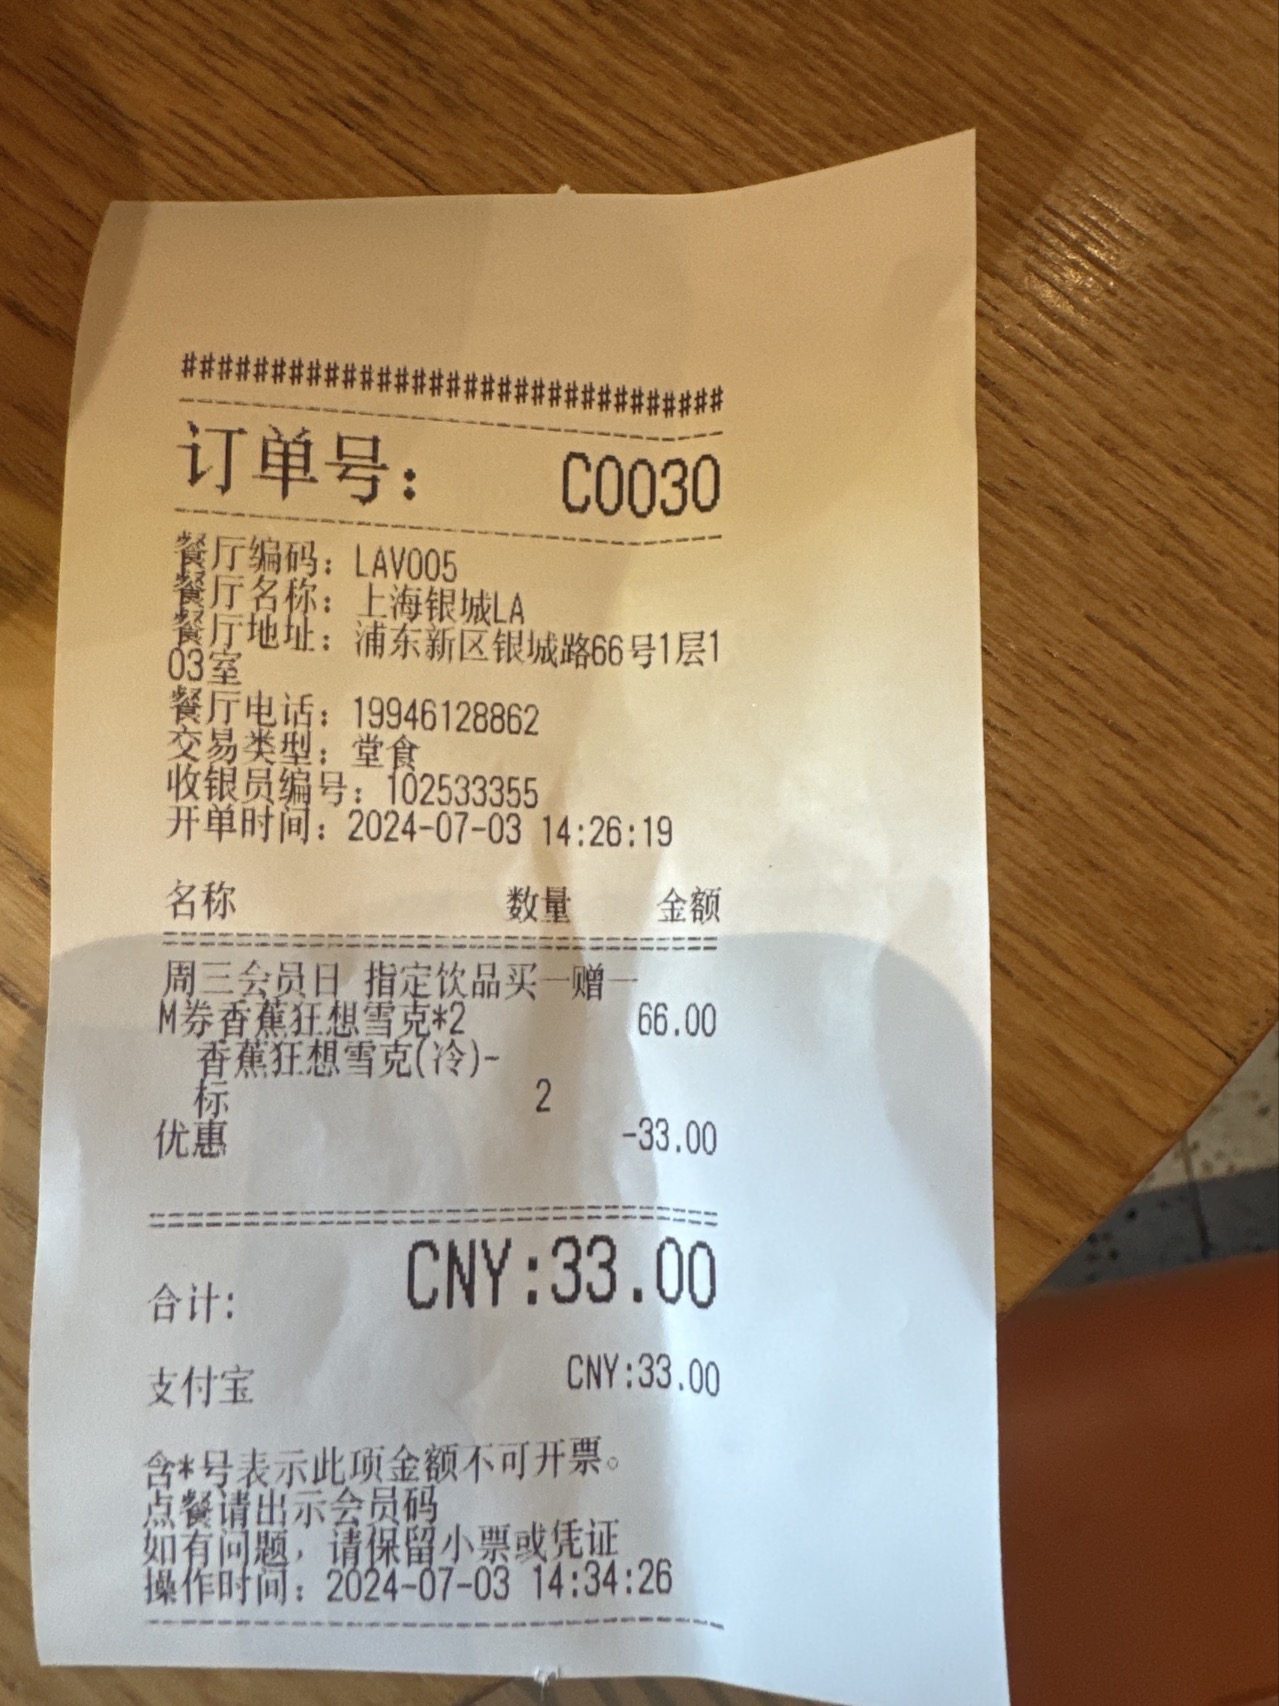 ###############################
订单号： C0030
餐厅编码：LAV005
餐厅名称：上海银城LA
餐厅地址：浦东新区银城路66号1层1
03室
餐厅电话：19946128862
交易类型：堂食
收银员编号：102533355
开单时间：2024-07-03 14:26:19
名称 数量 金额
周三会员日 指定饮品买一赠一
M券香蕉狂想雪克*2 66.00
香蕉狂想雪克(冷)-
标 2
优惠 -33.00
合计: CNY:33.00
支付宝 CNY:33.00
含*号表示此项金额不可开票。
点餐请出示会员码
如有问题，请保留小票或凭证
操作时间：2024-07-03 14:34:26